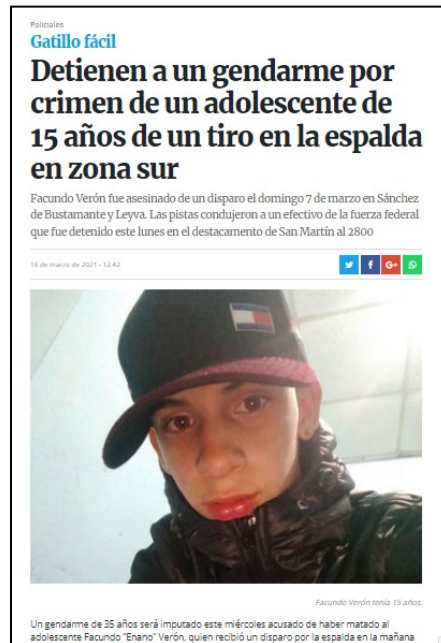 Policiales
Gatillo fácil
Detienen a un gendarme por
crimen de un adolescente de
15 años de un tiro en la espalda
en zona sur
Facundo Verón fue asesinado de un disparo el domingo 7 de marzo en Sánchez
de Bustamante y Leyva. Las pistas condujeron a un efectivo de la fuerza federal
que fue detenido este lunes en el destacamento de San Martín al 2800
16 de marzo de 2021 - 12:42
Facundo Verón tenía 15 años.
Un gendarme de 35 años será imputado este miércoles acusado de haber matado al
adolescente Facundo "Enano" Verón, quien recibió un disparo por la espalda en la mañana